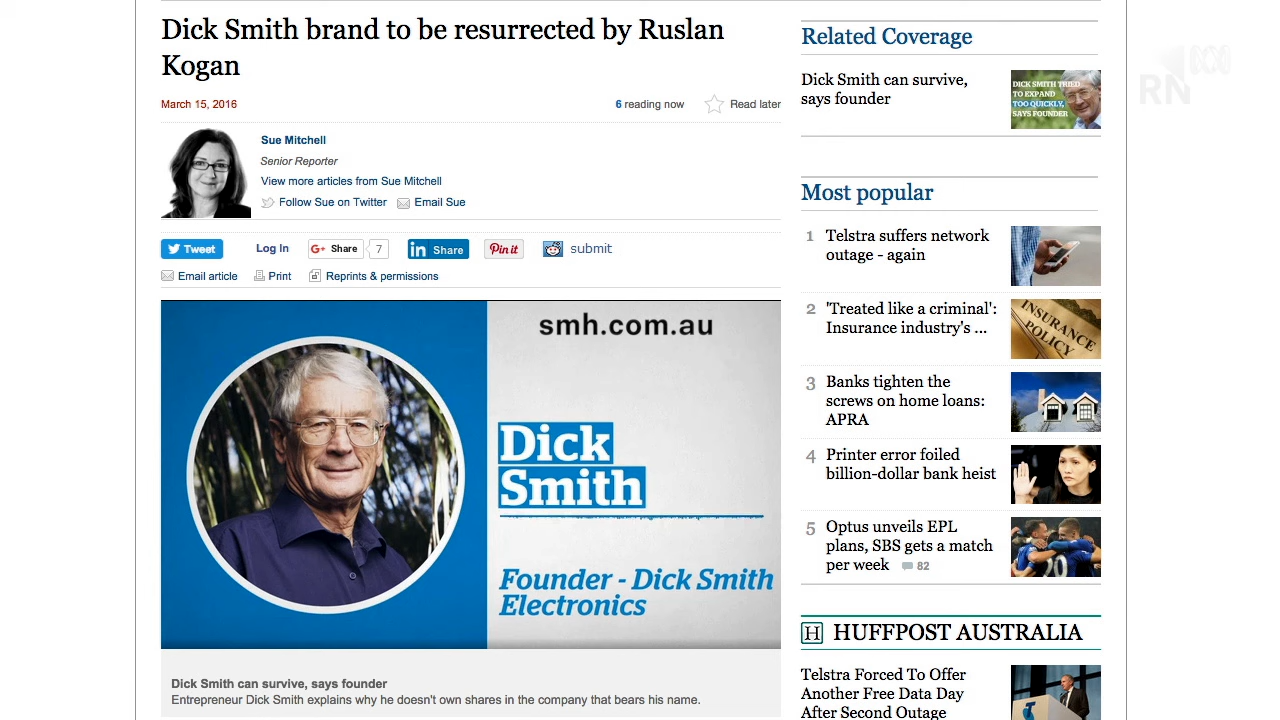 Dick Smith brand to be resurrected by Ruslan
Kogan
March 15, 2016
6 reading now
Read later
Sue Mitchell
Senior Reporter
View more articles from Sue Mitchell
Follow Sue on Twitter
Email Sue
Tweet
Log In
G+ Share
7
in Share
Pin it
submit
Email article
Print
Reprints & permissions
smh.com.au
Dick
Smith
Founder - Dick Smith
Electronics
Dick Smith can survive, says founder
Entrepreneur Dick Smith explains why he doesn't own shares in the company that bears his name.
Related Coverage
Dick Smith can survive,
says founder
DICK SMITH TRIED
TO EXPAND
TOO QUICKLY,
SAYS FOUNDER
Most popular
1
Telstra suffers network
outage - again
2
'Treated like a criminal':
Insurance industry's ...
INSURANCE
POLICY
3
Banks tighten the
screws on home loans:
APRA
4
Printer error foiled
billion-dollar bank heist
5
Optus unveils EPL
plans, SBS gets a match
per week
82
20
H HUFFPOST AUSTRALIA
Telstra Forced To Offer
Another Free Data Day
After Second Outage
RN